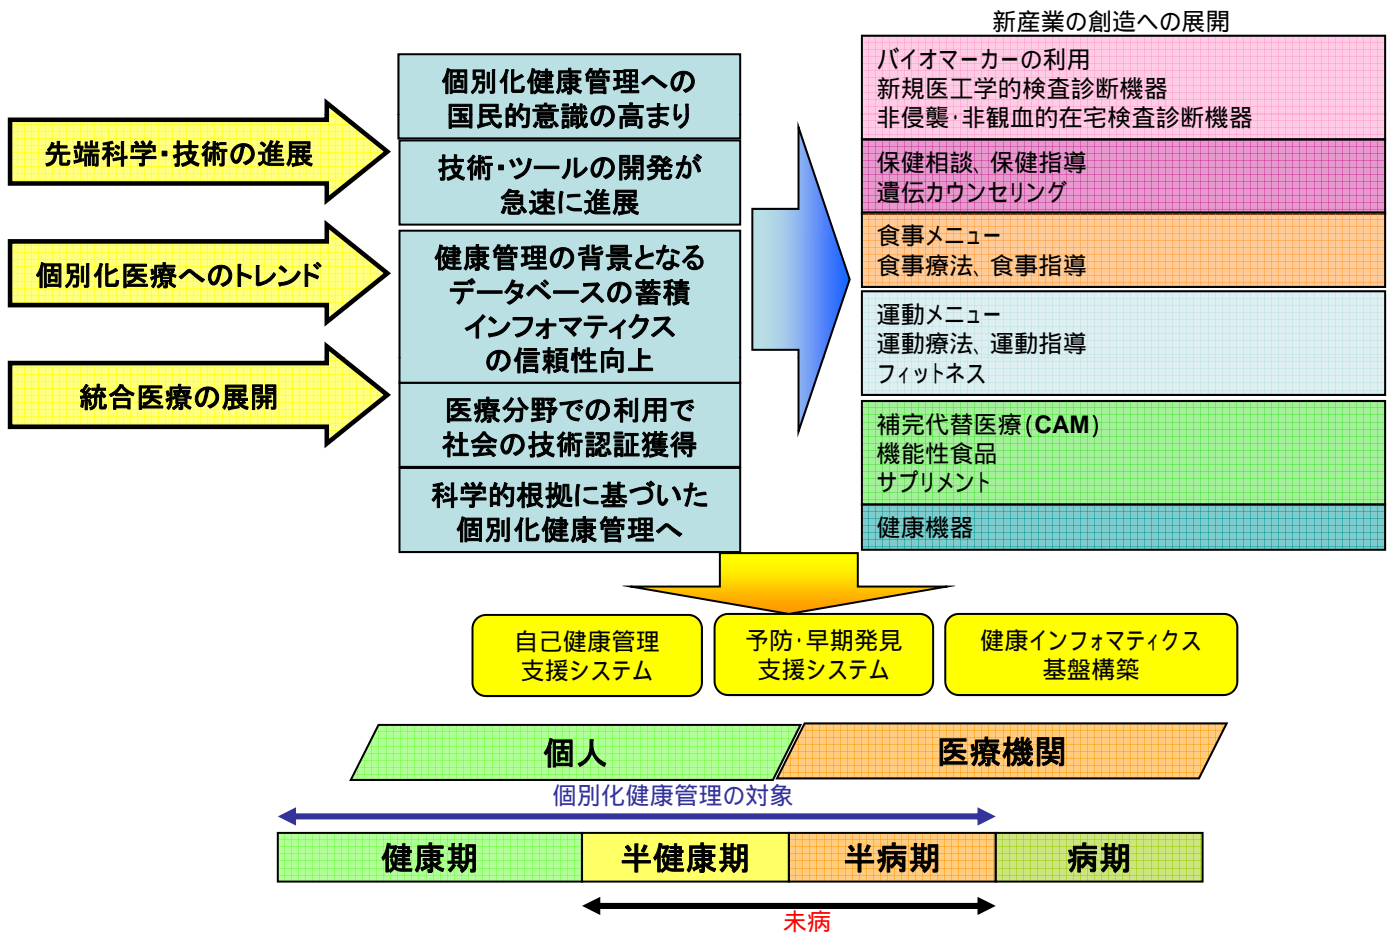 新産業の創造への展開
先端科学・技術の進展
個別化医療へのトレンド
統合医療の展開
個別化健康管理への
国民的意識の高まり
技術・ツールの開発が
急速に進展
健康管理の背景となる
データベースの蓄積
インフォマティクス
の信頼性向上
医療分野での利用で
社会の技術認証獲得
科学的根拠に基づいた
個別化健康管理へ
バイオマーカーの利用
新規医工学的検査診断機器
非侵襲・非観血的在宅検査診断機器
保健相談、保健指導
遺伝カウンセリング
食事メニュー
食事療法、食事指導
運動メニュー
運動療法、運動指導
フィットネス
補完代替医療(CAM)
機能性食品
サプリメント
健康機器
自己健康管理
支援システム
予防・早期発見
支援システム
健康インフォマティクス
基盤構築
個人
医療機関
個別化健康管理の対象
健康期
半健康期
半病期
病期
未病